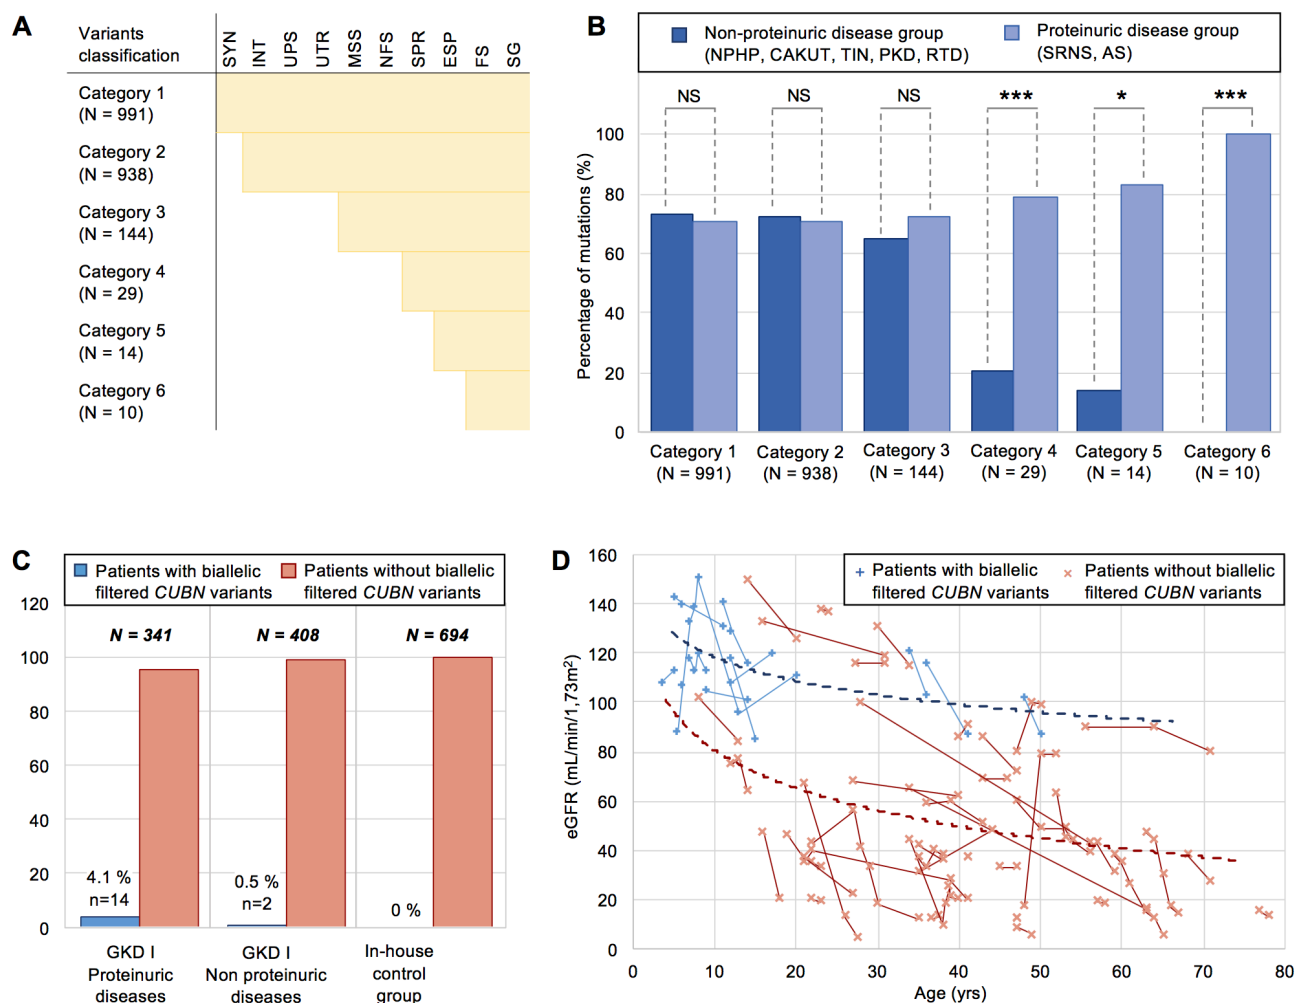 A
Variants
classification
SYN
INT
UPS
UTR
MSS
NFS
SPR
ESP
FS
SG
Category 1
(N = 991)
Category 2
(N = 938)
Category 3
(N = 144)
Category 4
(N = 29)
Category 5
(N = 14)
Category 6
(N = 10)
B
Non-proteinuric disease group
(NPHP, CAKUT, TIN, PKD, RTD)
Proteinuric disease group
(SRNS, AS)
NS NS NS *** * ***
Percentage of mutations (%)
100
80
60
40
20
0
Category 1 Category 2 Category 3 Category 4 Category 5 Category 6
(N = 991) (N = 938) (N = 144) (N = 29) (N = 14) (N = 10)
C
Patients with biallelic
filtered CUBN variants
Patients without biallelic
filtered CUBN variants
120
100
80
60
40
20
0
N = 341 N = 408 N = 694
4.1 %
n=14
0.5 %
n=2
0 %
GKD I
Proteinuric
diseases
GKD I
Non proteinuric
diseases
In-house
control
group
D
Patients with biallelic
filtered CUBN variants
Patients without biallelic
filtered CUBN variants
eGFR (mL/min/1,73m²)
160
140
120
100
80
60
40
20
0
0 10 20 30 40 50 60 70 80
Age (yrs)